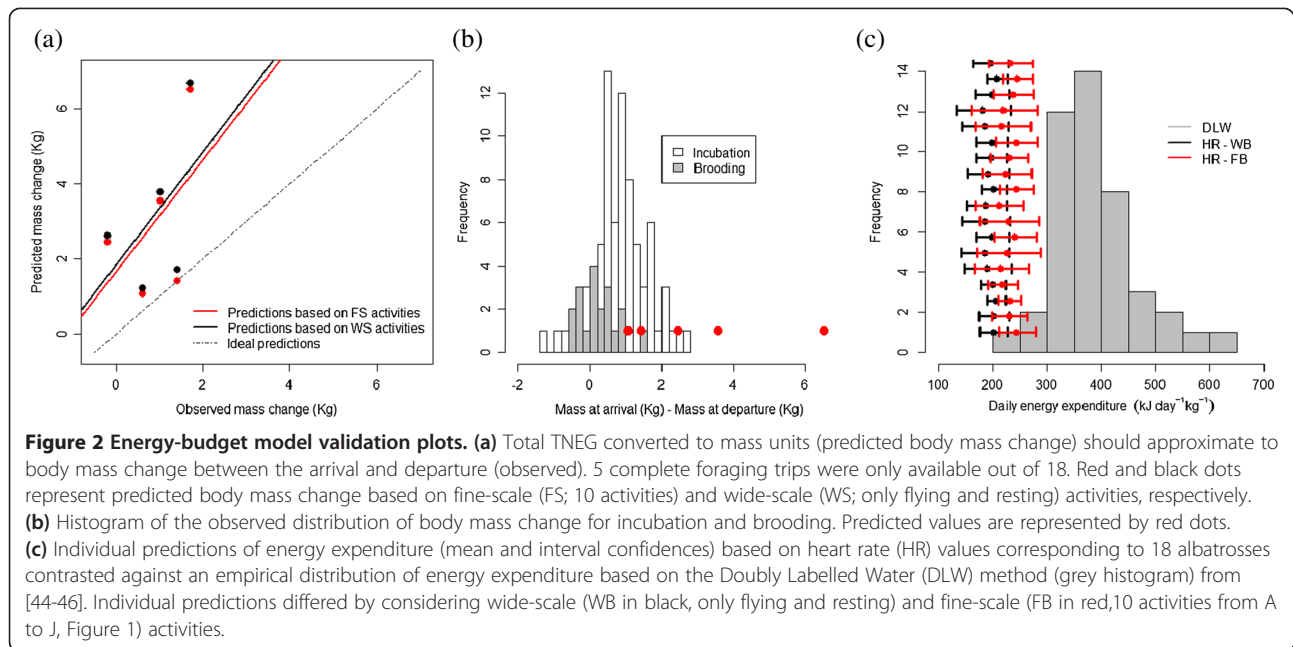 (a)
(b)
(c)
Predicted mass change (Kg)
6
4
2
0
Predictions based on FS activities
Predictions based on WS activities
Ideal predictions
0 2 4 6
Observed mass change (Kg)
Frequency
12
10
8
6
4
2
0
Incubation
Brooding
-2 0 2 4 6
Mass at arrival (Kg) - Mass at departure (Kg)
Frequency
14
12
10
8
6
4
2
0
DLW
HR - WB
HR - FB
100 200 300 400 500 600 700
Daily energy expenditure (kJ day⁻¹kg⁻¹)
Figure 2 Energy-budget model validation plots. (a) Total TNEG converted to mass units (predicted body mass change) should approximate to
body mass change between the arrival and departure (observed). 5 complete foraging trips were only available out of 18. Red and black dots
represent predicted body mass change based on fine-scale (FS; 10 activities) and wide-scale (WS; only flying and resting) activities, respectively.
(b) Histogram of the observed distribution of body mass change for incubation and brooding. Predicted values are represented by red dots.
(c) Individual predictions of energy expenditure (mean and interval confidences) based on heart rate (HR) values corresponding to 18 albatrosses
contrasted against an empirical distribution of energy expenditure based on the Doubly Labelled Water (DLW) method (grey histogram) from
[44-46]. Individual predictions differed by considering wide-scale (WB in black, only flying and resting) and fine-scale (FB in red,10 activities from A
to J, Figure 1) activities.